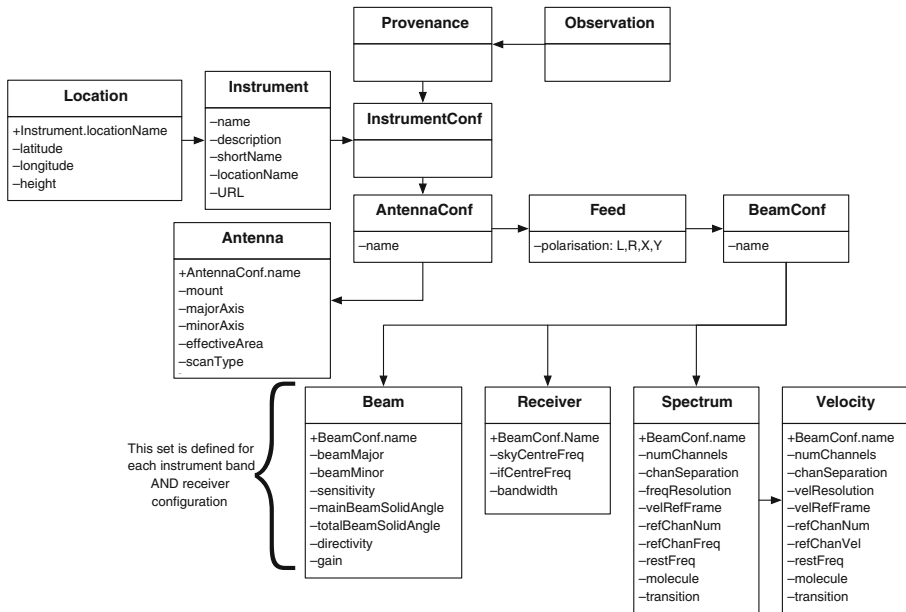 Provenance
Observation
Location
+Instrument.locationName
–latitude
–longitude
–height
Instrument
–name
–description
–shortName
–locationName
–URL
InstrumentConf
AntennaConf
–name
Feed
–polarisation: L,R,X,Y
BeamConf
–name
Antenna
+AntennaConf.name
–mount
–majorAxis
–minorAxis
–effectiveArea
–scanType
This set is defined for
each instrument band
AND receiver
configuration
Beam
+BeamConf.name
–beamMajor
–beamMinor
–sensitivity
–mainBeamSolidAngle
–totalBeamSolidAngle
–directivity
–gain
Receiver
+BeamConf.Name
–skyCentreFreq
–ifCentreFreq
–bandwidth
Spectrum
+BeamConf.name
–numChannels
–chanSeparation
–freqResolution
–velRefFrame
–refChanNum
–refChanFreq
–restFreq
–molecule
–transition
Velocity
+BeamConf.name
–numChannels
–chanSeparation
–velResolution
–velRefFrame
–refChanNum
–refChanVel
–restFreq
–molecule
–transition